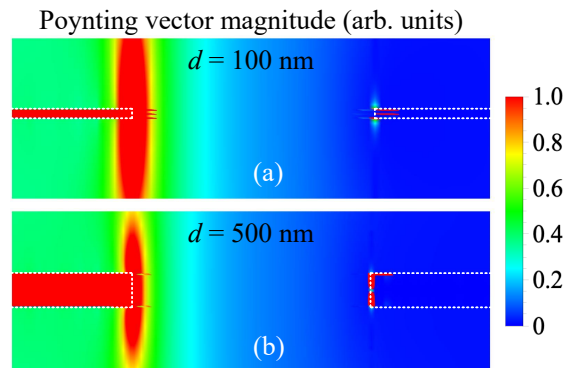 Poynting vector magnitude (arb. units)
d = 100 nm
(a)
d = 500 nm
(b)
1.0
0.8
0.6
0.4
0.2
0